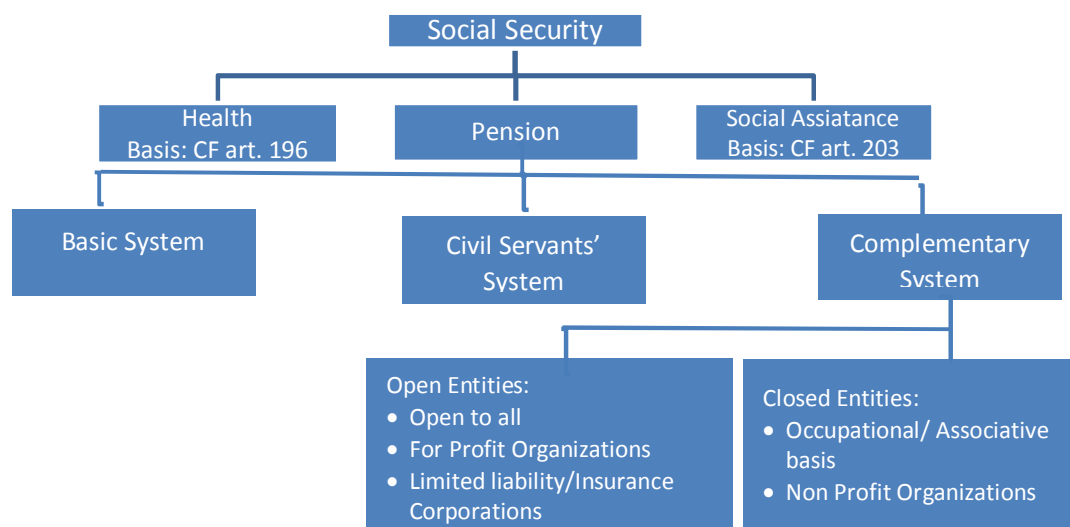 Social Security
Health
Basis: CF art. 196
Pension
Social Assiatance
Basis: CF art. 203
Basic System
Civil Servants’
System
Complementary
System
Open Entities:
• Open to all
• For Profit Organizations
• Limited liability/Insurance
Corporations
Closed Entities:
• Occupational/ Associative
basis
• Non Profit Organizations